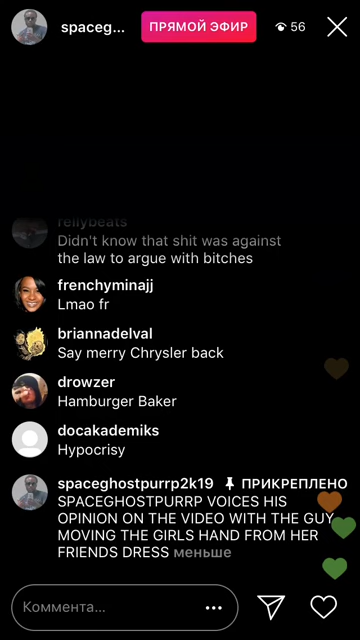 spaceg...
ПРЯМОЙ ЭФИР
56
rellybeats
Didn't know that shit was against
the law to argue with bitches
frenchyminajj
Lmao fr
briannadelval
Say merry Chrysler back
drowzer
Hamburger Baker
docakademiks
Hypocrisy
spaceghostpurrp2k19 ПРИКРЕПЛЕНО
SPACEGHOSTPURRP VOICES HIS
OPINION ON THE VIDEO WITH THE GUY
MOVING THE GIRLS HAND FROM HER
FRIENDS DRESS меньше
Коммента...